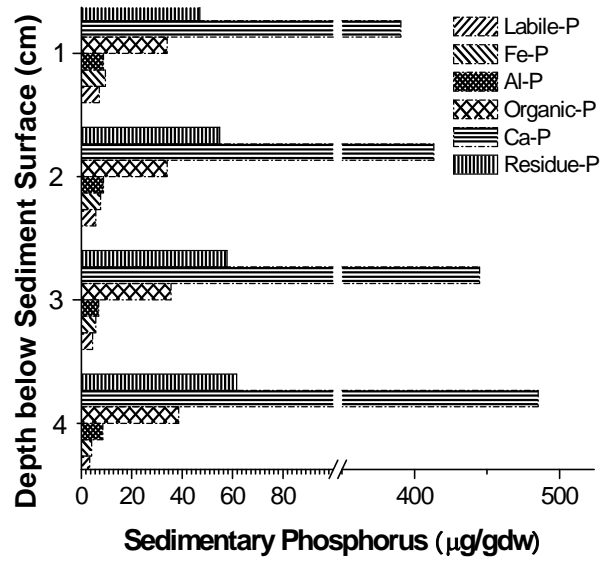 Labile-P
Fe-P
Al-P
Organic-P
Ca-P
Residue-P
Depth below Sediment Surface (cm)
1
2
3
4
0 20 40 60 80 400 500
Sedimentary Phosphorus (μg/gdw)